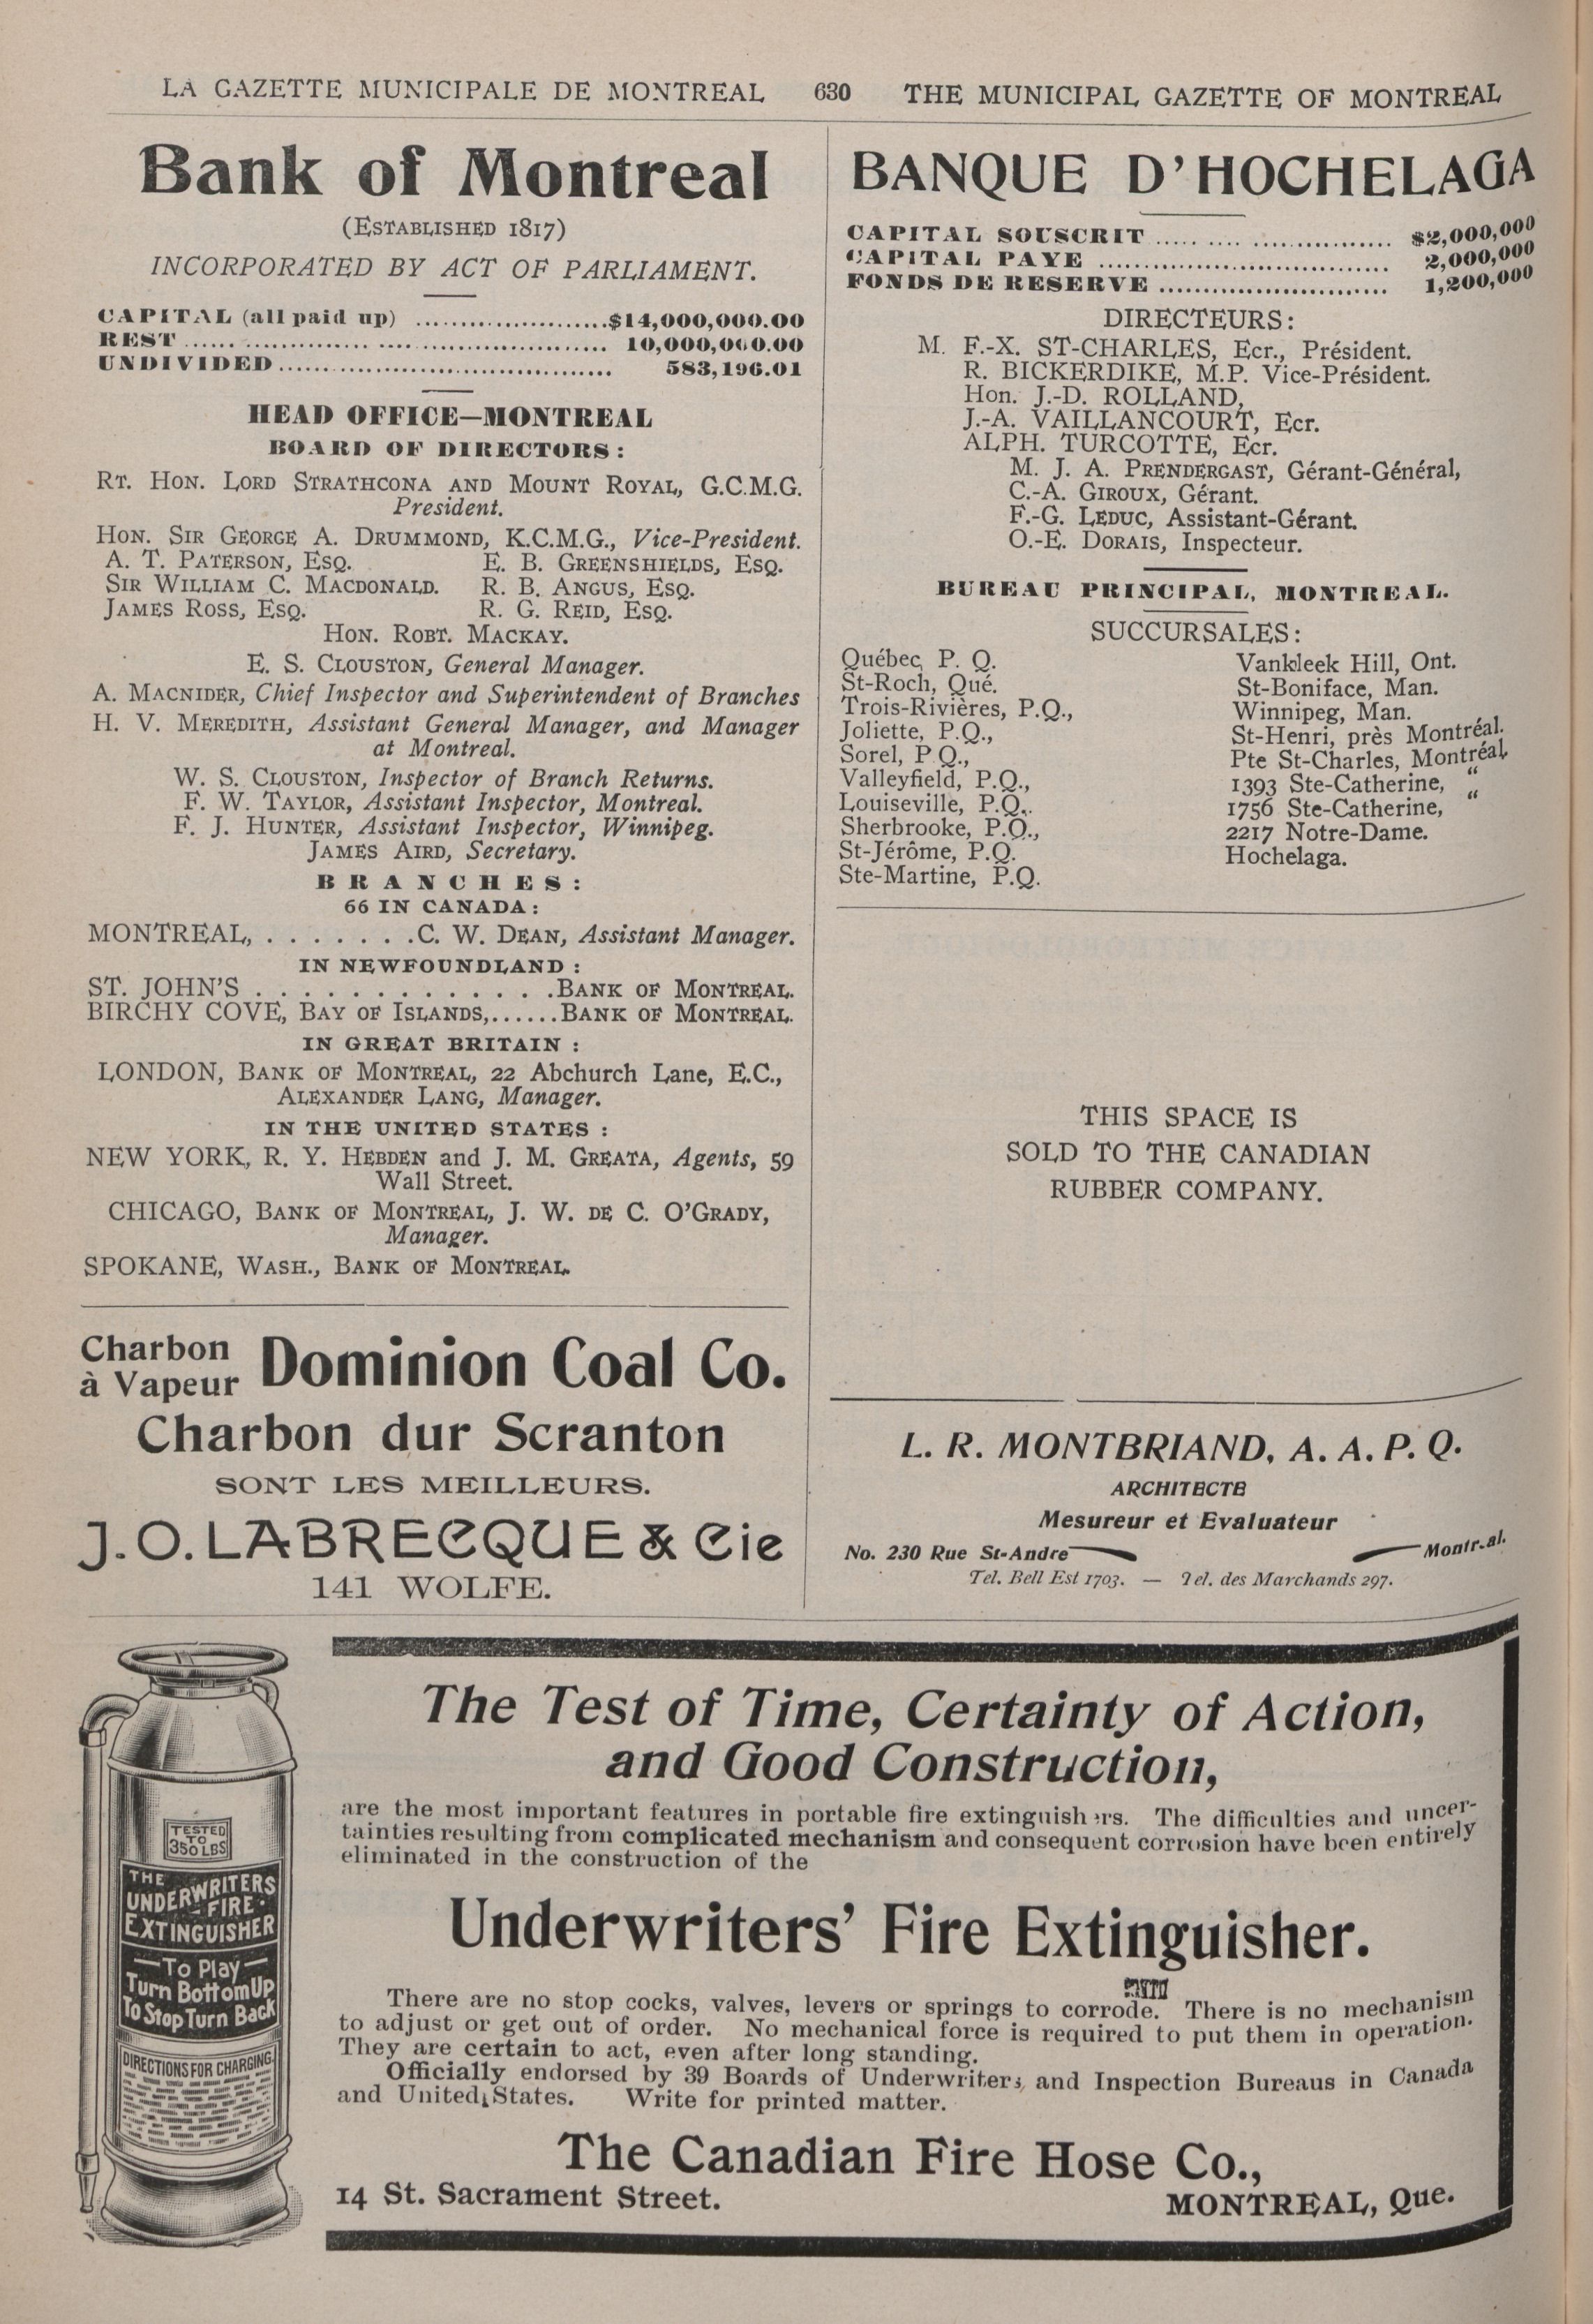 LA GAZETTE MUNICIPALE DE MONTREAL 630 THE MUNICIPAL GAZETTE OF MONTREAL
Bank of Montreal
(ESTABLISHED 1817)
INCORPORATED BY ACT OF PARLIAMENT.
CAPITAL (all paid up) ......................$14,000,000.00
REST ...... ............... ................................ 10,000,000.00
UNDIVIDED....................................... 583,196.01
HEAD OFFICE—MONTREAL
BOARD OF DIRECTORS:
RT. HON. LORD STRATHCONA AND MOUNT ROYAL, G.C.M.G.
President.
HON. SIR GEORGE A. DRUMMOND, K.C.M.G., Vice-President.
A. T. PATERSON, ESQ. E. B. GREENSHIELDS, ESQ.
SIR WILLIAM C. MACDONALD. R. B. ANGUS, ESQ.
JAMES ROSS, ESQ. R. G. REID, ESQ.
HON. ROBT. MACKAY.
E. S. CLOUSTON, General Manager.
A. MACNIDER, Chief Inspector and Superintendent of Branches
H. V. MEREDITH, Assistant General Manager, and Manager
at Montreal.
W. S. CLOUSTON, Inspector of Branch Returns.
F. W. TAYLOR, Assistant Inspector, Montreal.
F. J. HUNTER, Assistant Inspector, Winnipeg.
JAMES AIRD, Secretary.
BRANCHES:
66 IN CANADA:
MONTREAL, . . . . . . . .C. W. DEAN, Assistant Manager.
IN NEWFOUNDLAND :
ST. JOHN'S . . . . . . . . . . . . . . .BANK OF MONTREAL.
BIRCHY COVE, BAY OF ISLANDS,......BANK OF MONTREAL.
IN GREAT BRITAIN :
LONDON, BANK OF MONTREAL, 22 Abchurch Lane, E.C.,
ALEXANDER LANG, Manager.
IN THE UNITED STATES :
NEW YORK, R. Y. HEBDEN and J. M. GREATA, Agents, 59
Wall Street.
CHICAGO, BANK OF MONTREAL, J. W. DE C. O'GRADY,
Manager.
SPOKANE, WASH., BANK OF MONTREAL.
Charbon
à Vapeur Dominion Coal Co.
Charbon dur Scranton
SONT LES MEILLEURS.
J.O. LABRECQUE & Cie
141 WOLFE.
BANQUE D'HOCHELAGA
CAPITAL SOUSCRIT ..... .... ................. $2,000,000
CAPITAL PAYE .................................. 2,000,000
FONDS DE RESERVE ........................... 1,200,000
DIRECTEURS:
M. F.-X. ST-CHARLES, Ecr., Président.
R. BICKERDIKE, M.P. Vice-Président.
Hon. J.-D. ROLLAND,
J.-A. VAILLANCOURT, Ecr.
ALPH. TURCOTTE, Ecr.
M. J. A. PRENDERGAST, Gérant-Général,
C.-A. GIROUX, Gérant.
F.-G. LEDUC, Assistant-Gérant.
O.-E. DORAIS, Inspecteur.
BUREAU PRINCIPAL, MONTREAL.
SUCCURSALES:
Québec, P. Q. Vankleek Hill, Ont.
St-Roch, Qué. St-Boniface, Man.
Trois-Rivières, P.Q., Winnipeg, Man.
Joliette, P.Q., St-Henri, près Montréal.
Sorel, P.Q., Pte St-Charles, Montréal
Valleyfield, P.Q., 1393 Ste-Catherine, "
Louiseville, P.Q., 1756 Ste-Catherine, "
Sherbrooke, P.Q., 2217 Notre-Dame.
St-Jérôme, P.Q. Hochelaga.
Ste-Martine, P.Q.
THIS SPACE IS
SOLD TO THE CANADIAN
RUBBER COMPANY.
L. R. MONTBRIAND, A. A. P. Q.
ARCHITECTE
Mesureur et Evaluateur
No. 230 Rue St-Andre Montr-al.
Tel. Bell Est 1703. — Tel. des Marchands 297.
TESTED
TO
350 LBS
THE
UNDERWRITERS
FIRE
EXTINGUISHER
—To Play—
Turn Bottom Up
To Stop Turn Back
DIRECTIONS FOR CHARGING.
The Test of Time, Certainty of Action,
and Good Construction,
are the most important features in portable fire extinguishers. The difficulties and uncer-
tainties resulting from complicated mechanism and consequent corrosion have been entirely
eliminated in the construction of the
Underwriters' Fire Extinguisher.
There are no stop cocks, valves, levers or springs to corrode. There is no mechanism
to adjust or get out of order. No mechanical force is required to put them in operation.
They are certain to act, even after long standing.
Officially endorsed by 39 Boards of Underwriters, and Inspection Bureaus in Canada
and United States. Write for printed matter.
The Canadian Fire Hose Co.,
14 St. Sacrament Street. MONTREAL, Que.